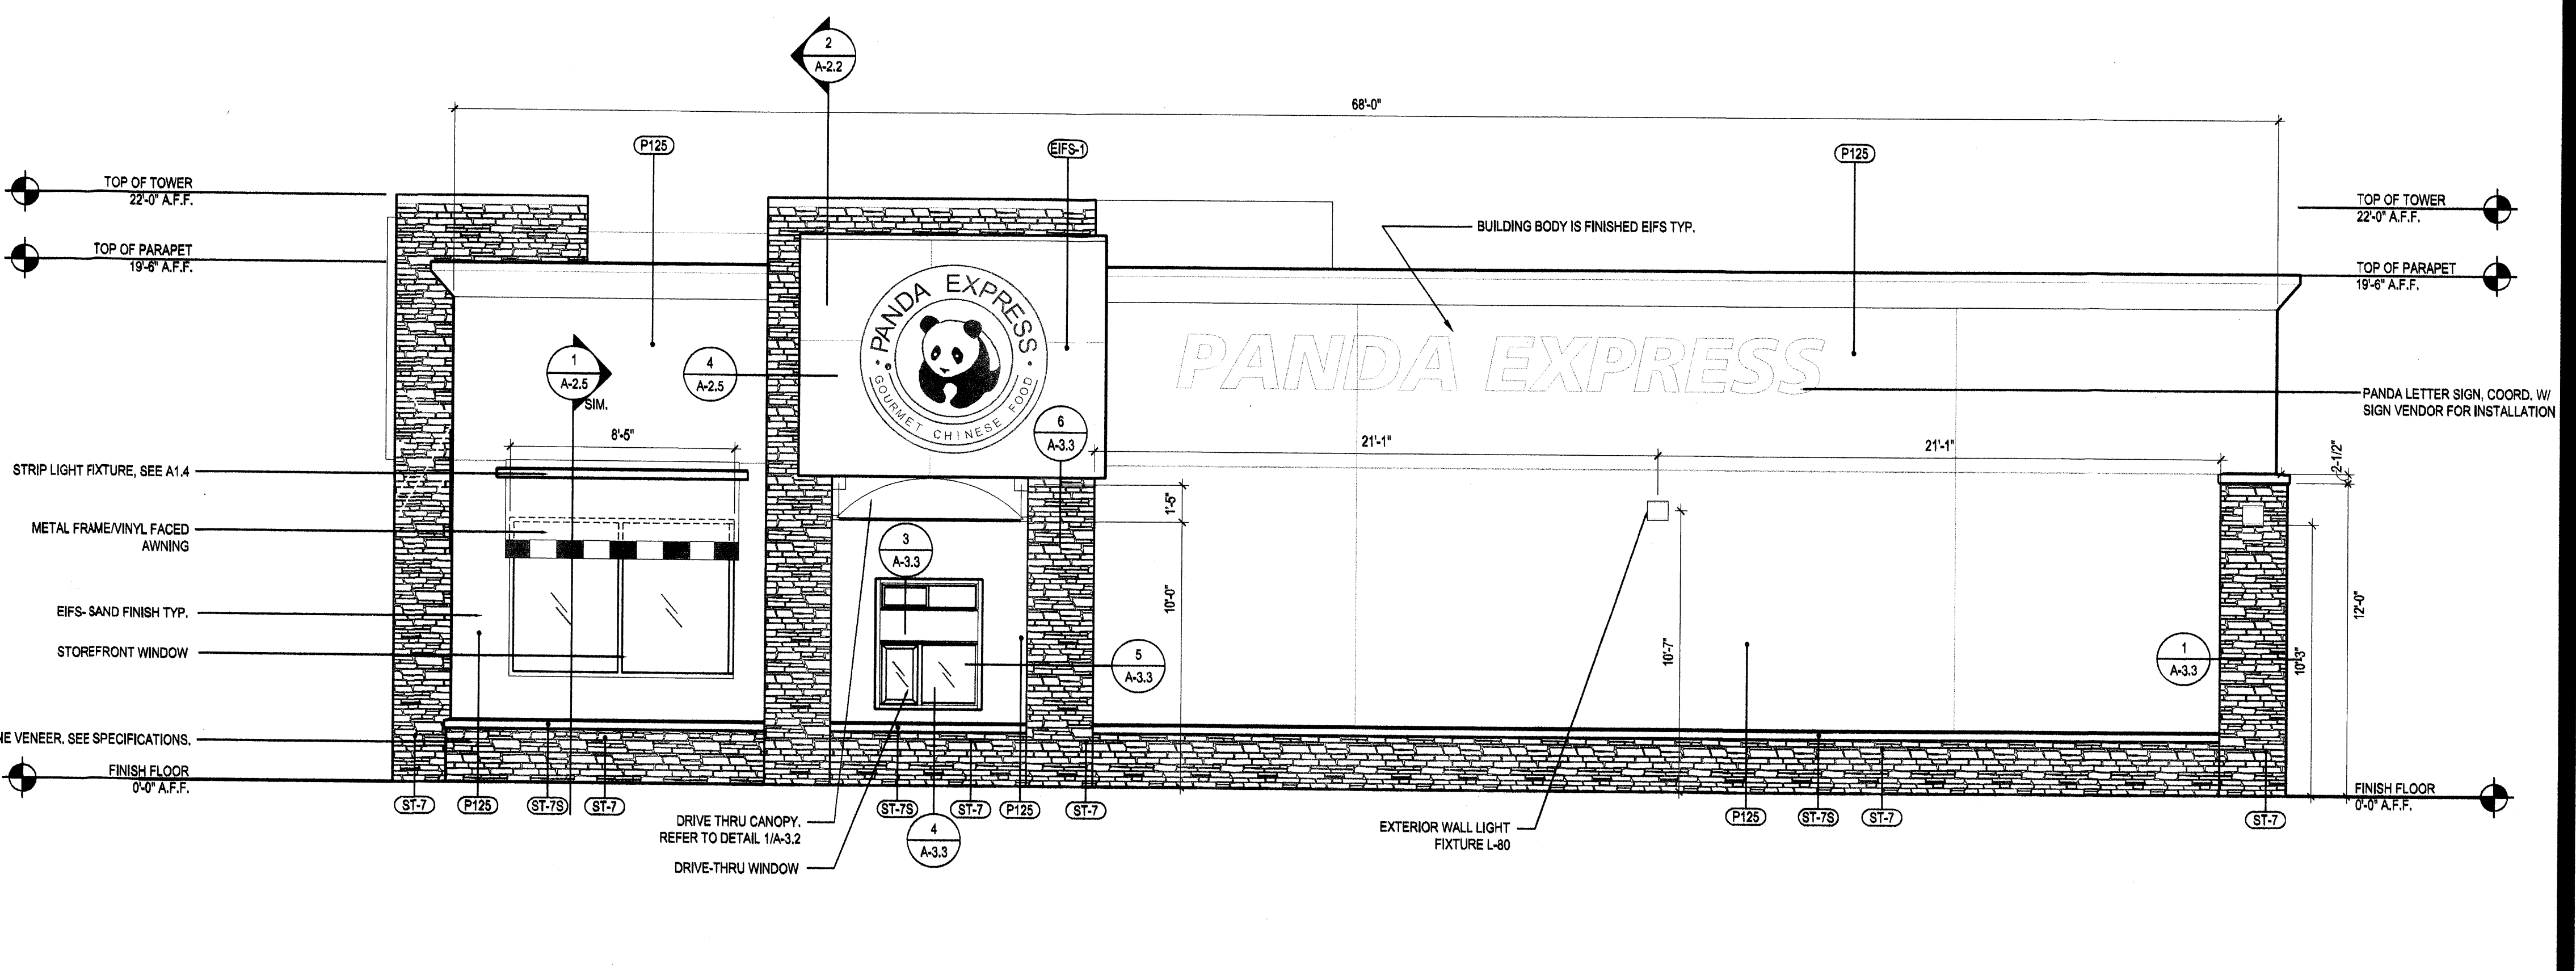 2
A-2.2
68'-0"
P125
EIFS-1
P125
TOP OF TOWER
22'-0" A.F.F.
TOP OF TOWER
22'-0" A.F.F.
BUILDING BODY IS FINISHED EIFS TYP.
TOP OF PARAPET
19'-6" A.F.F.
TOP OF PARAPET
19'-6" A.F.F.
PANDA EXPRESS
GOURMET CHINESE FOOD
PANDA EXPRESS
1
A-2.5
SIM.
4
A-2.5
PANDA LETTER SIGN, COORD. W/
SIGN VENDOR FOR INSTALLATION
6
A-3.3
8'-5"
21'-1"
21'-1"
2-1/2"
STRIP LIGHT FIXTURE, SEE A1.4
1'-5"
METAL FRAME/VINYL FACED
AWNING
3
A-3.3
10'-0"
12'-0"
EIFS- SAND FINISH TYP.
STOREFRONT WINDOW
5
A-3.3
10'-7"
1
A-3.3
10'-3"
NE VENEER. SEE SPECIFICATIONS.
FINISH FLOOR
0'-0" A.F.F.
FINISH FLOOR
0'-0" A.F.F.
ST-7
P125
ST-7S
ST-7
ST-7S
ST-7
P125
ST-7
P125
ST-7S
ST-7
ST-7
DRIVE THRU CANOPY.
REFER TO DETAIL 1/A-3.2
4
A-3.3
EXTERIOR WALL LIGHT
FIXTURE L-80
DRIVE-THRU WINDOW